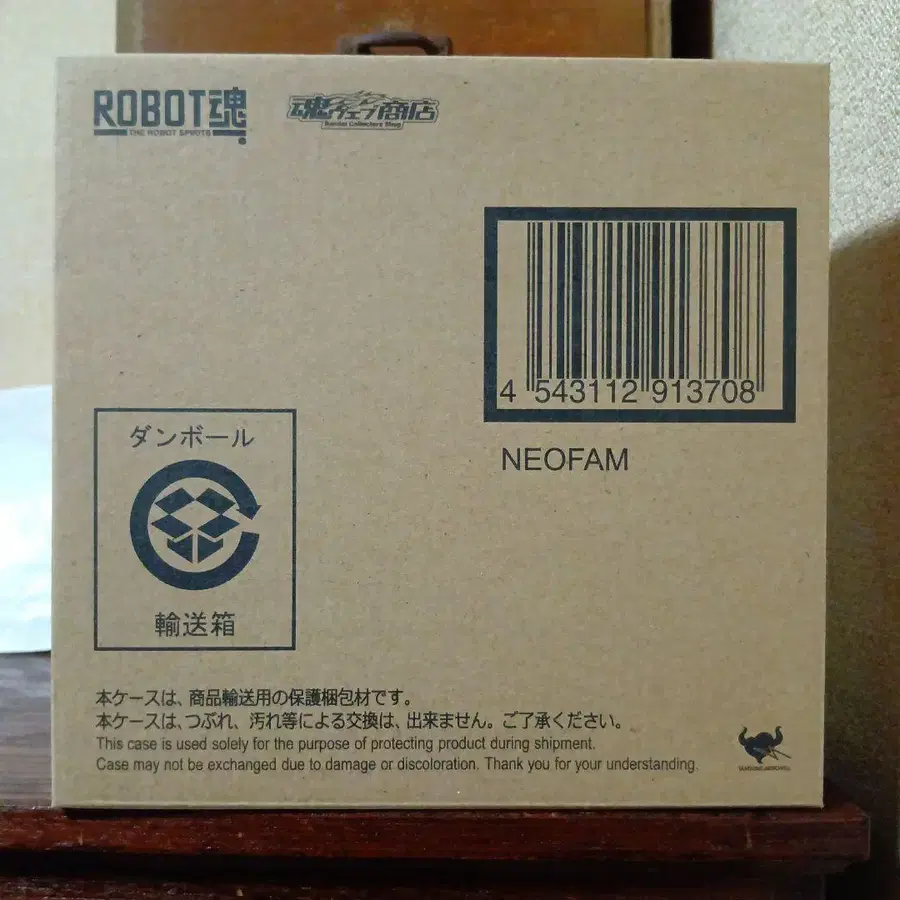 ROBOT魂
THE ROBOT SPIRITS
魂ウェブ商店
Bandai Collectors Shop
4 543112 913708
NEOFAM
ダンボール
輸送箱
本ケースは、商品輸送用の保護梱包材です。
本ケースは、つぶれ、汚れ等による交換は、出来ません。ご了承ください。
This case is used solely for the purpose of protecting product during shipment.
Case may not be exchanged due to damage or discoloration. Thank you for your understanding.